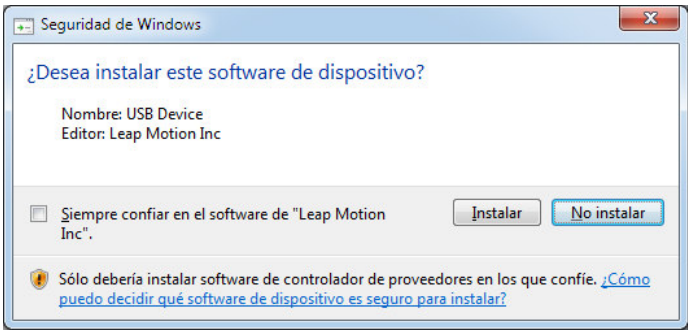 Seguridad de Windows
¿Desea instalar este software de dispositivo?
Nombre: USB Device
Editor: Leap Motion Inc
Siempre confiar en el software de "Leap Motion
Inc".
Instalar
No instalar
Sólo debería instalar software de controlador de proveedores en los que confíe. ¿Cómo
puedo decidir qué software de dispositivo es seguro para instalar?